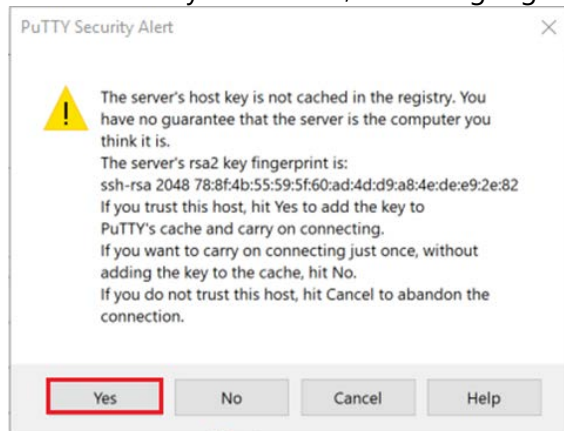 PuTTY Security Alert
The server's host key is not cached in the registry. You
have no guarantee that the server is the computer you
think it is.
The server's rsa2 key fingerprint is:
ssh-rsa 2048 78:8f:4b:55:59:5f:60:ad:4d:d9:a8:4e:de:e9:2e:82
If you trust this host, hit Yes to add the key to
PuTTY's cache and carry on connecting.
If you want to carry on connecting just once, without
adding the key to the cache, hit No.
If you do not trust this host, hit Cancel to abandon the
connection.
Yes No Cancel Help